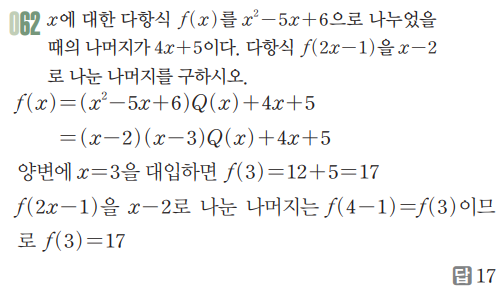 062 x에 대한 다항식 f(x)를 x²-5x+6으로 나누었을
때의 나머지가 4x+5이다. 다항식 f(2x-1)을 x-2
로 나눈 나머지를 구하시오.
f(x)=(x²-5x+6)Q(x)+4x+5
=(x-2)(x-3)Q(x)+4x+5
양변에 x=3을 대입하면 f(3)=12+5=17
f(2x-1)을 x-2로 나눈 나머지는 f(4-1)=f(3)이므
로 f(3)=17
답 17